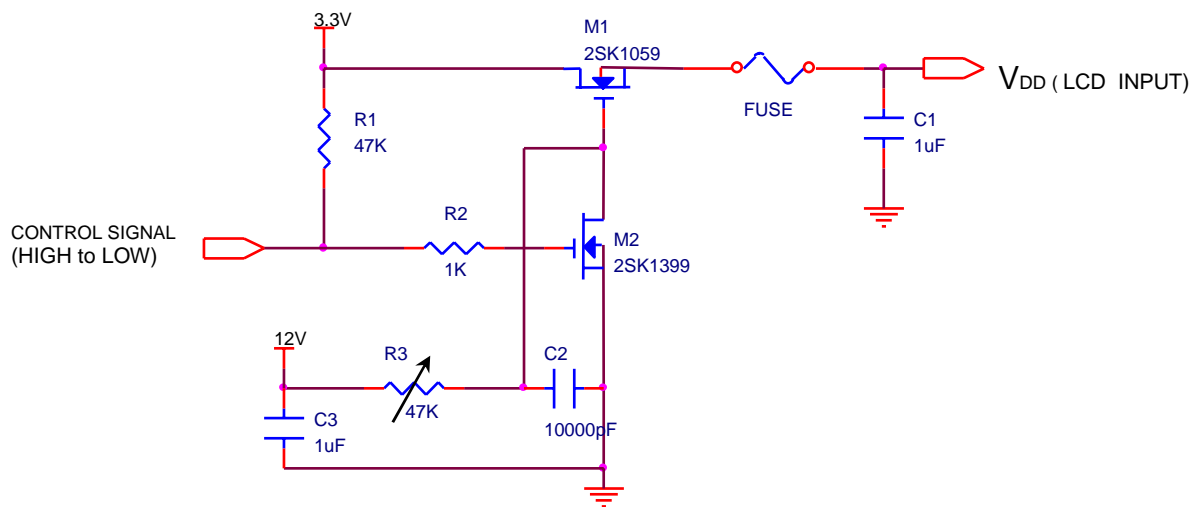 3.3V
M1
2SK1059
FUSE
VDD ( LCD INPUT)
R1
47K
C1
1uF
CONTROL SIGNAL
(HIGH to LOW)
R2
1K
M2
2SK1399
12V
R3
47K
C2
10000pF
C3
1uF